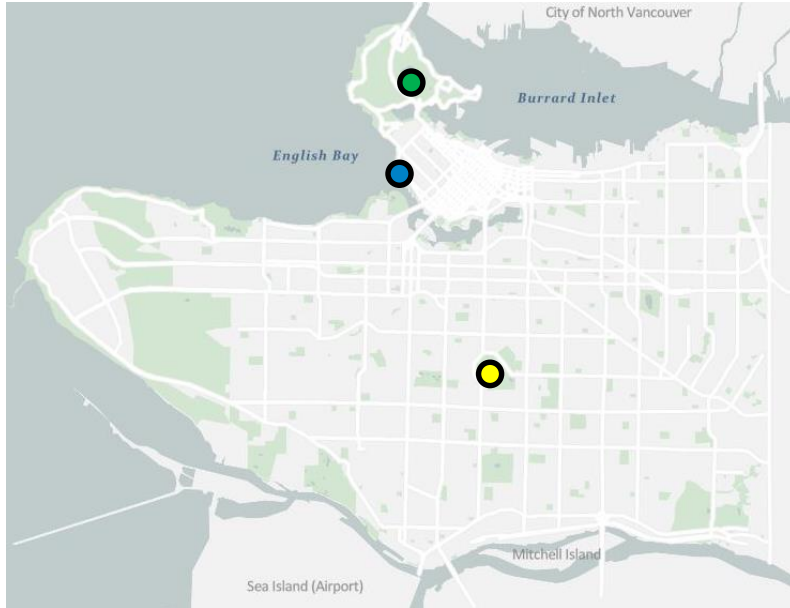 City of North Vancouver
Burrard Inlet
English Bay
Mitchell Island
Sea Island (Airport)